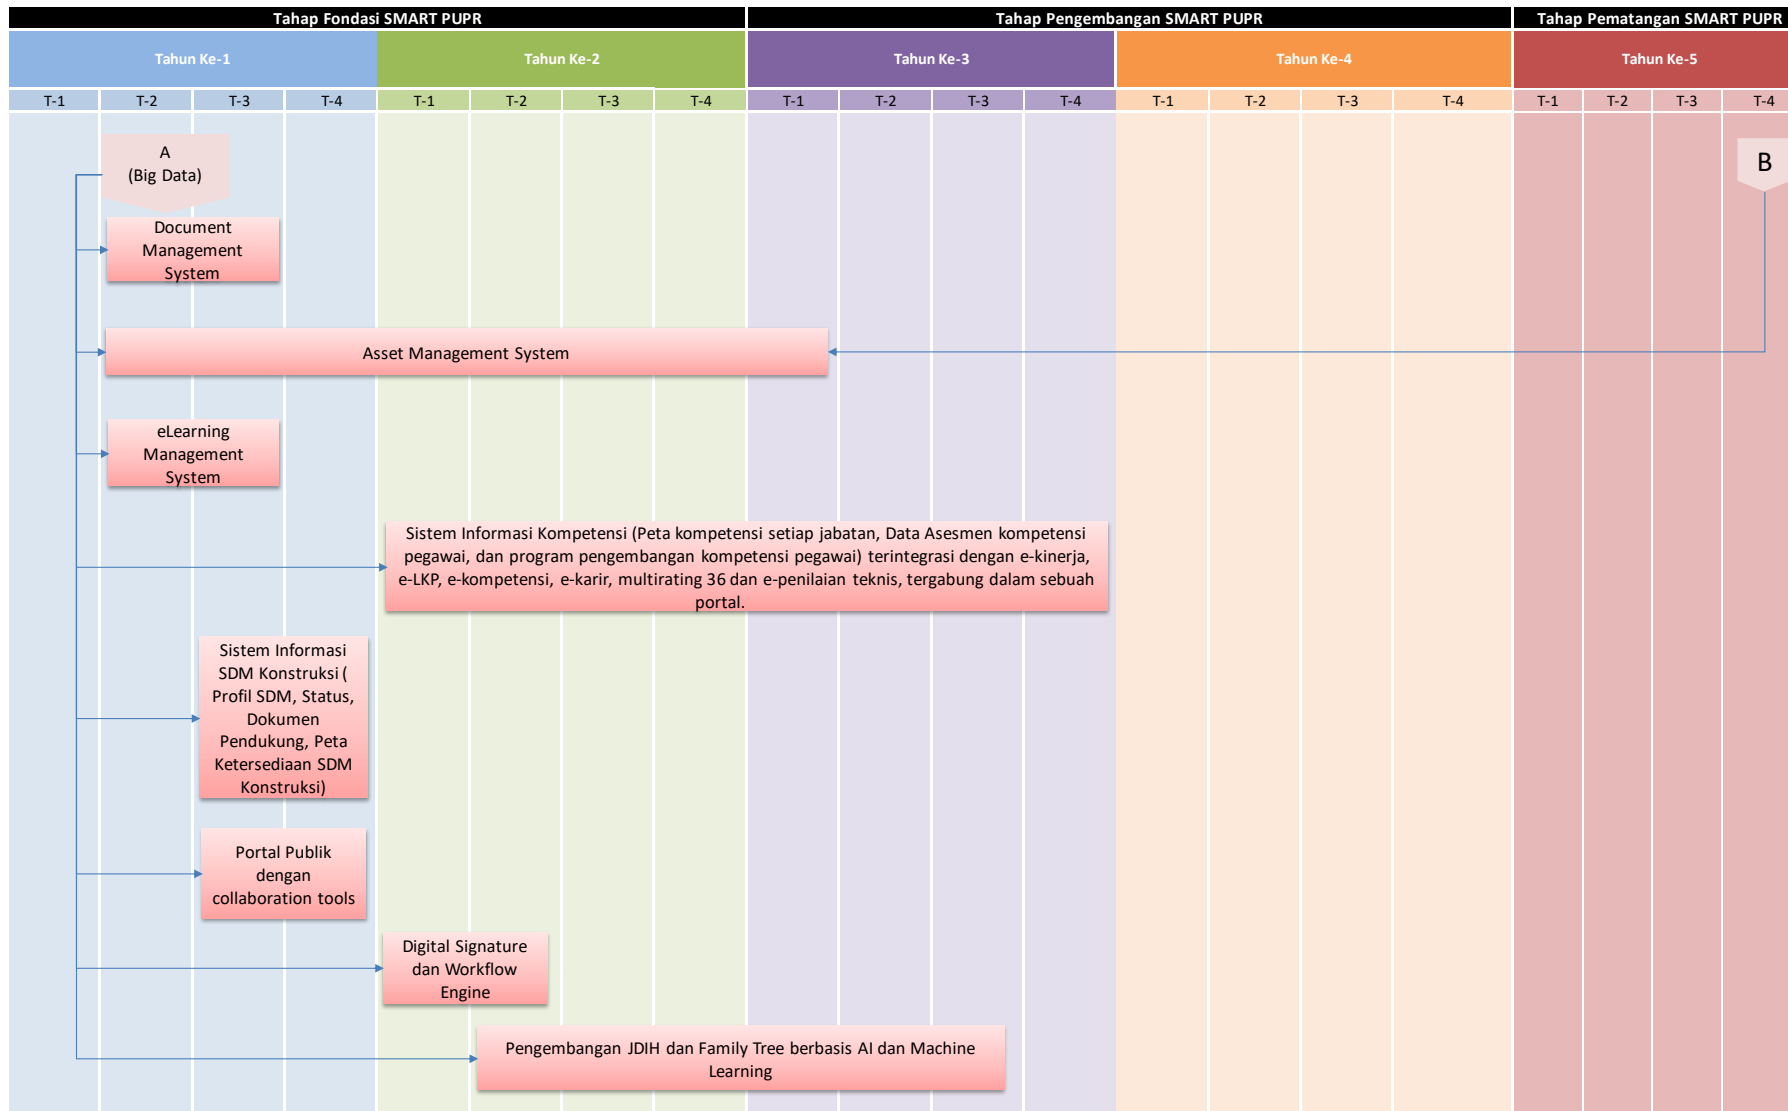 Tahap Fondasi SMART PUPR
Tahap Pengembangan SMART PUPR
Tahap Pematangan SMART PUPR
Tahun Ke-1
Tahun Ke-2
Tahun Ke-3
Tahun Ke-4
Tahun Ke-5
T-1 T-2 T-3 T-4 T-1 T-2 T-3 T-4 T-1 T-2 T-3 T-4 T-1 T-2 T-3 T-4 T-1 T-2 T-3 T-4
A
(Big Data)
B
Document
Management
System
Asset Management System
eLearning
Management
System
Sistem Informasi Kompetensi (Peta kompetensi setiap jabatan, Data Asesmen kompetensi
pegawai, dan program pengembangan kompetensi pegawai) terintegrasi dengan e-kinerja,
e-LKP, e-kompetensi, e-karir, multirating 36 dan e-penilaian teknis, tergabung dalam sebuah
portal.
Sistem Informasi
SDM Konstruksi (
Profil SDM, Status,
Dokumen
Pendukung, Peta
Ketersediaan SDM
Konstruksi)
Portal Publik
dengan
collaboration tools
Digital Signature
dan Workflow
Engine
Pengembangan JDIH dan Family Tree berbasis AI dan Machine
Learning